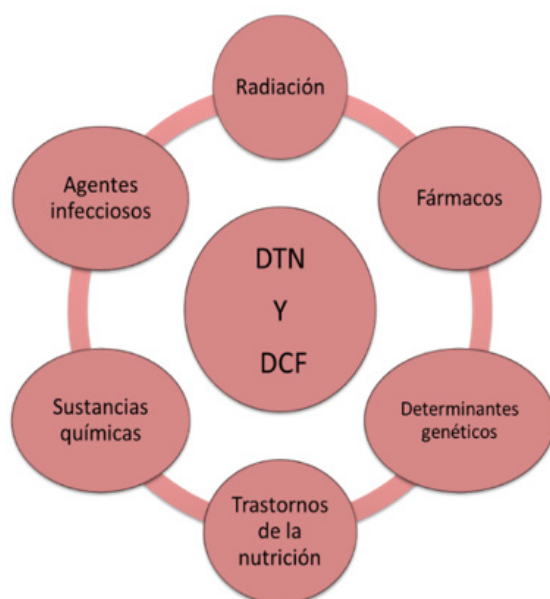 Radiación
Fármacos
Determinantes
genéticos
Trastornos
de la
nutrición
Sustancias
químicas
Agentes
infecciosos
DTN
Y
DCF